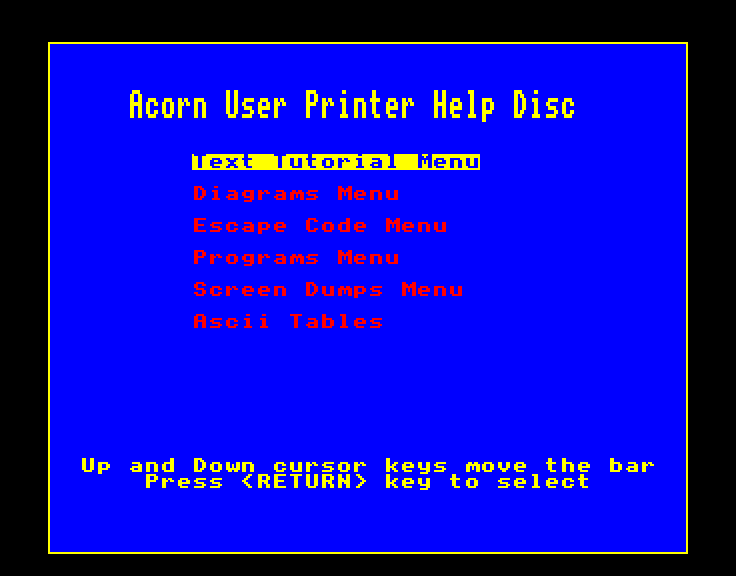 Acorn User Printer Help Disc
Text Tutorial Menu
Diagrams Menu
Escape Code Menu
Programs Menu
Screen Dumps Menu
Ascii Tables
Up and Down cursor keys move the bar
Press <RETURN> key to select